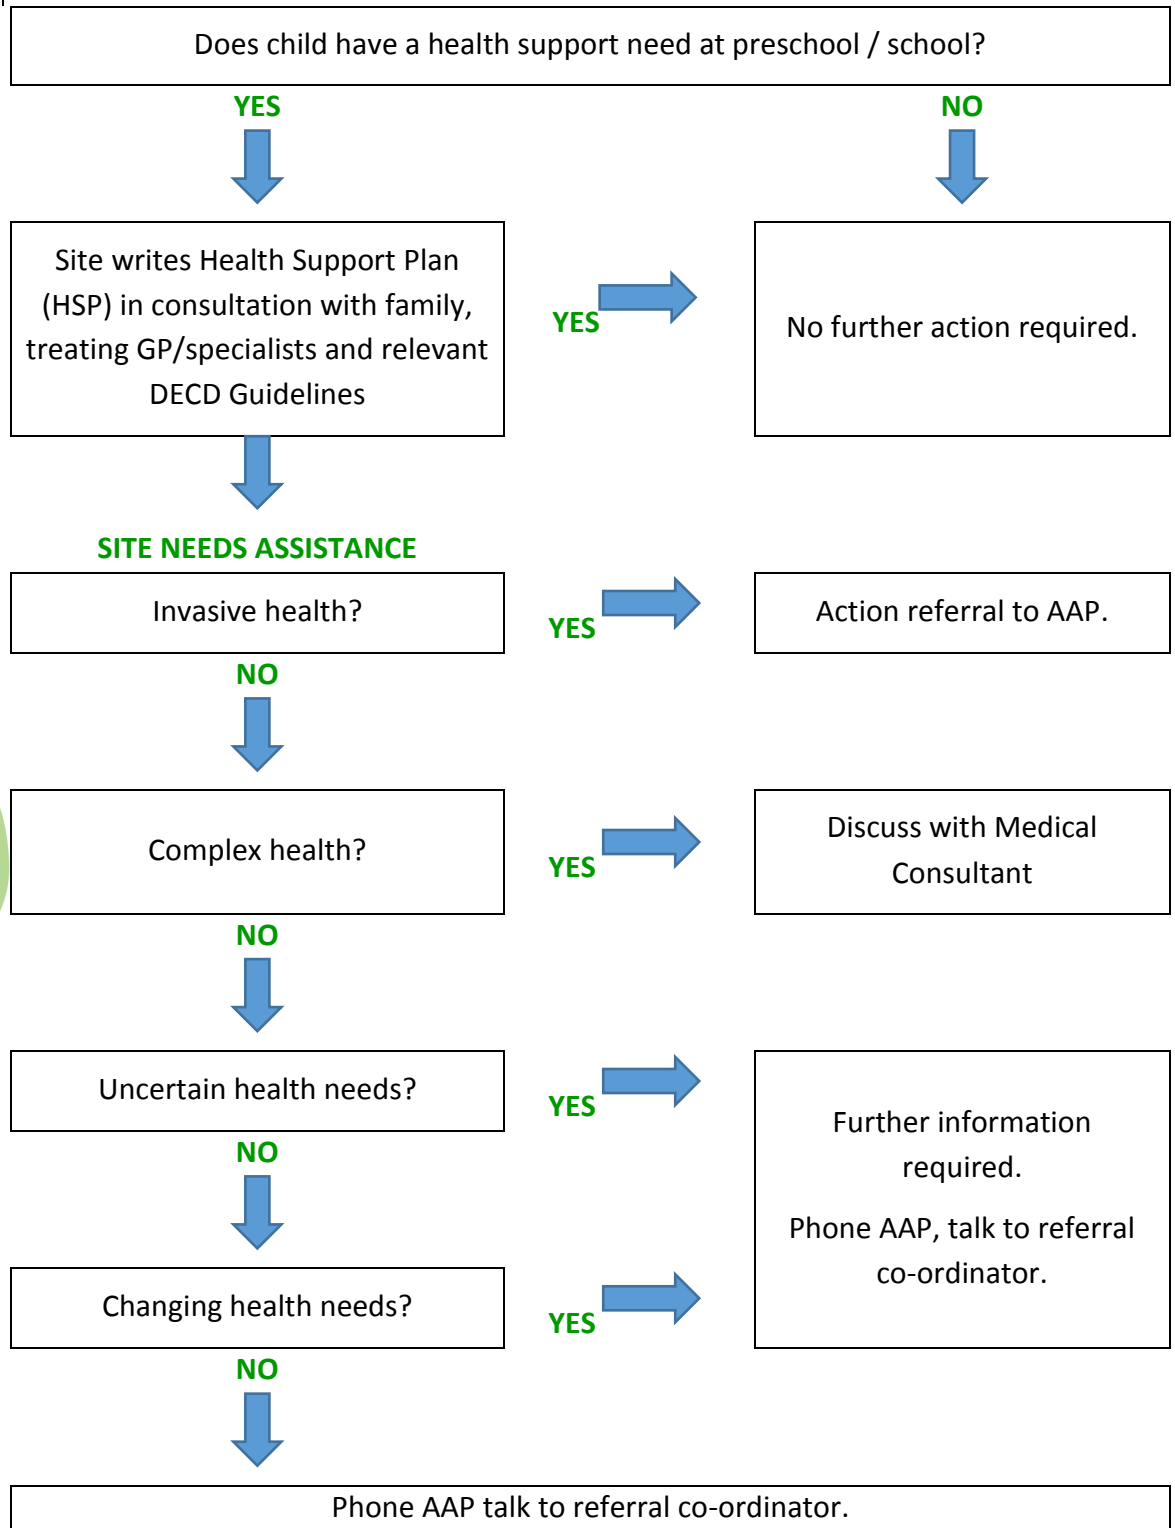 Does child have a health support need at preschool / school?
YES
NO
Site writes Health Support Plan
(HSP) in consultation with family,
treating GP/specialists and relevant
DECD Guidelines
YES
No further action required.
SITE NEEDS ASSISTANCE
Invasive health?
YES
Action referral to AAP.
NO
Complex health?
YES
Discuss with Medical
Consultant
NO
Uncertain health needs?
YES
Further information
required.
Phone AAP, talk to referral
co-ordinator.
NO
Changing health needs?
YES
NO
Phone AAP talk to referral co-ordinator.